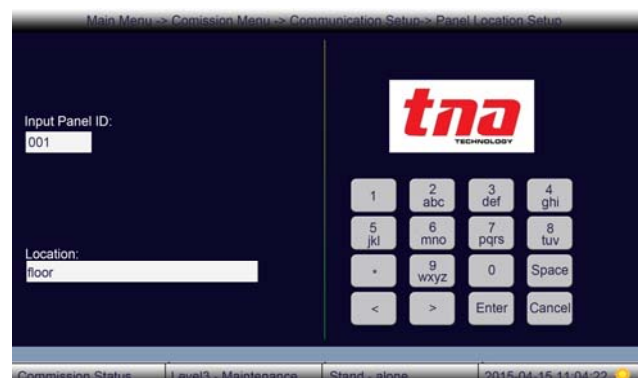 Main Menu -> Comission Menu -> Communication Setup-> Panel Location Setup
Input Panel ID:
001
Location:
floor
tna
TECHNOLOGY
1
2
abc
3
def
4
ghi
5
jkl
6
mno
7
pqrs
8
tuv
*
9
wxyz
0
Space
<
>
Enter
Cancel
Commission Status
Level3 - Maintenance
Stand - alone
2015-04-15 11:04:22